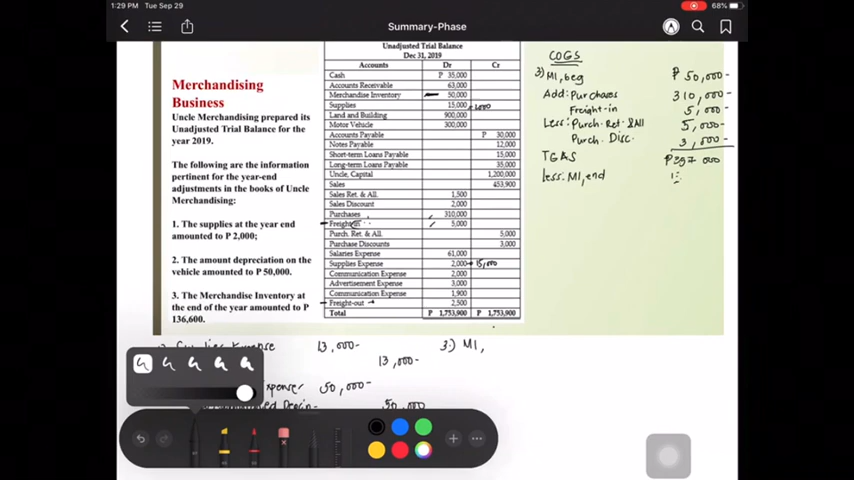 1:29 PM Tue Sep 29
68%
Summary-Phase
Merchandising
Business
Uncle Merchandising prepared its
Unadjusted Trial Balance for the
year 2019.
The following are the information
pertinent for the year-end
adjustments in the books of Uncle
Merchandising:
1. The supplies at the year end
amounted to P 2,000;
2. The amount depreciation on the
vehicle amounted to P 50,000.
3. The Merchandise Inventory at
the end of the year amounted to P
136,600.
Unadjusted Trial Balance
Dec 31, 2019
Accounts Dr Cr
Cash P 35,000
Accounts Receivable 63,000
Merchandise Inventory 50,000
Supplies 15,000
Land and Building 900,000
Motor Vehicle 300,000
Accounts Payable P 30,000
Notes Payable 12,000
Short-term Loans Payable 15,000
Long-term Loans Payable 35,000
Uncle, Capital 1,200,000
Sales 453,900
Sales Ret. & All. 1,500
Sales Discount 2,000
Purchases 310,000
Freight-in 5,000
Purch. Ret. & All. 5,000
Purchase Discounts 3,000
Salaries Expense 61,000
Supplies Expense 2,000 15,000
Communication Expense 2,000
Advertisement Expense 3,000
Communication Expense 1,900
Freight-out 2,500
Total P 1,753,900 P 1,753,900
COGS
3) MI, beg ₱ 50,000-
Add: Purchases 310,000-
Freight-in 5,000-
Less: Purch. Ret. & All 5,000-
Purch. Disc. 3,000-
TGAS ₱357 000
less: MI, end
Expense 13,000-
13,000-
3.) MI,
Expense 50,000-
50,000